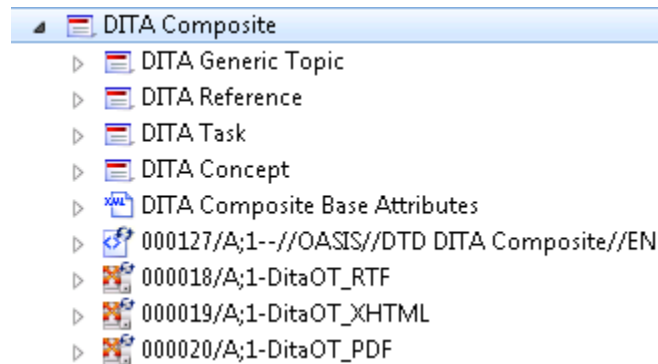 DITA Composite
DITA Generic Topic
DITA Reference
DITA Task
DITA Concept
XML DITA Composite Base Attributes
000127/A;1--//OASIS//DTD DITA Composite//EN
000018/A;1-DitaOT_RTF
000019/A;1-DitaOT_XHTML
000020/A;1-DitaOT_PDF